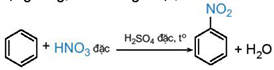 NO₂
+ HNO₃ đặc H₂SO₄ đặc, t° + H₂O